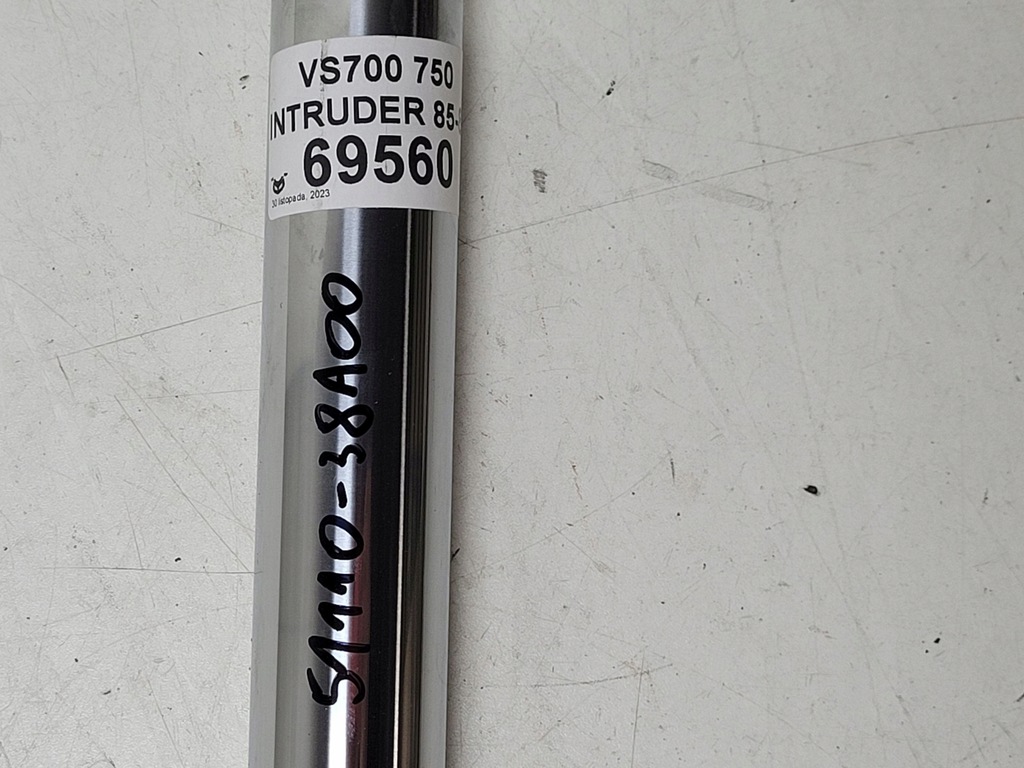 VS700 750
INTRUDER 85-
69560
30 listopada, 2023
51110-38A00